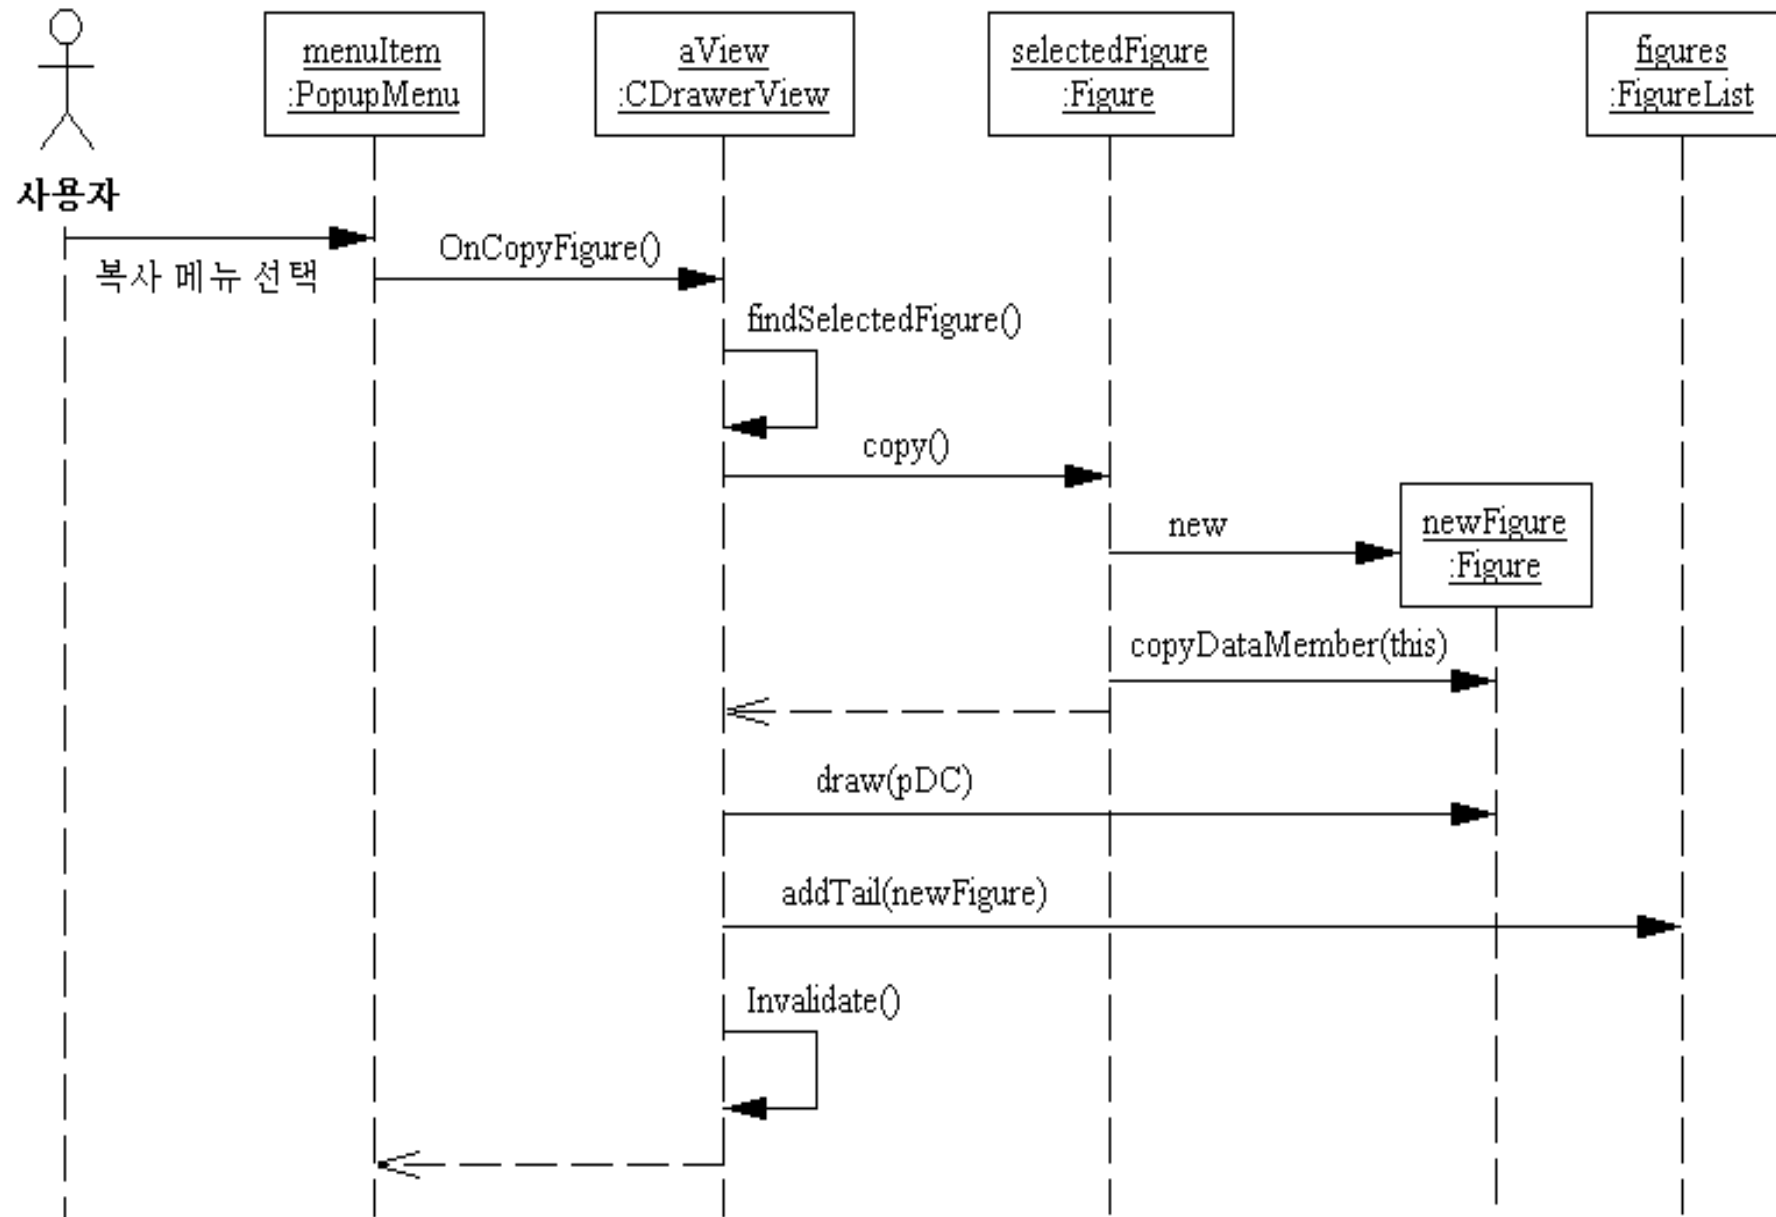 menuItem
:PopupMenu
aView
:CDrawerView
selectedFigure
:Figure
figures
:FigureList
사용자
복사 메뉴 선택
OnCopyFigure()
findSelectedFigure()
copy()
new
newFigure
:Figure
copyDataMember(this)
draw(pDC)
addTail(newFigure)
Invalidate()